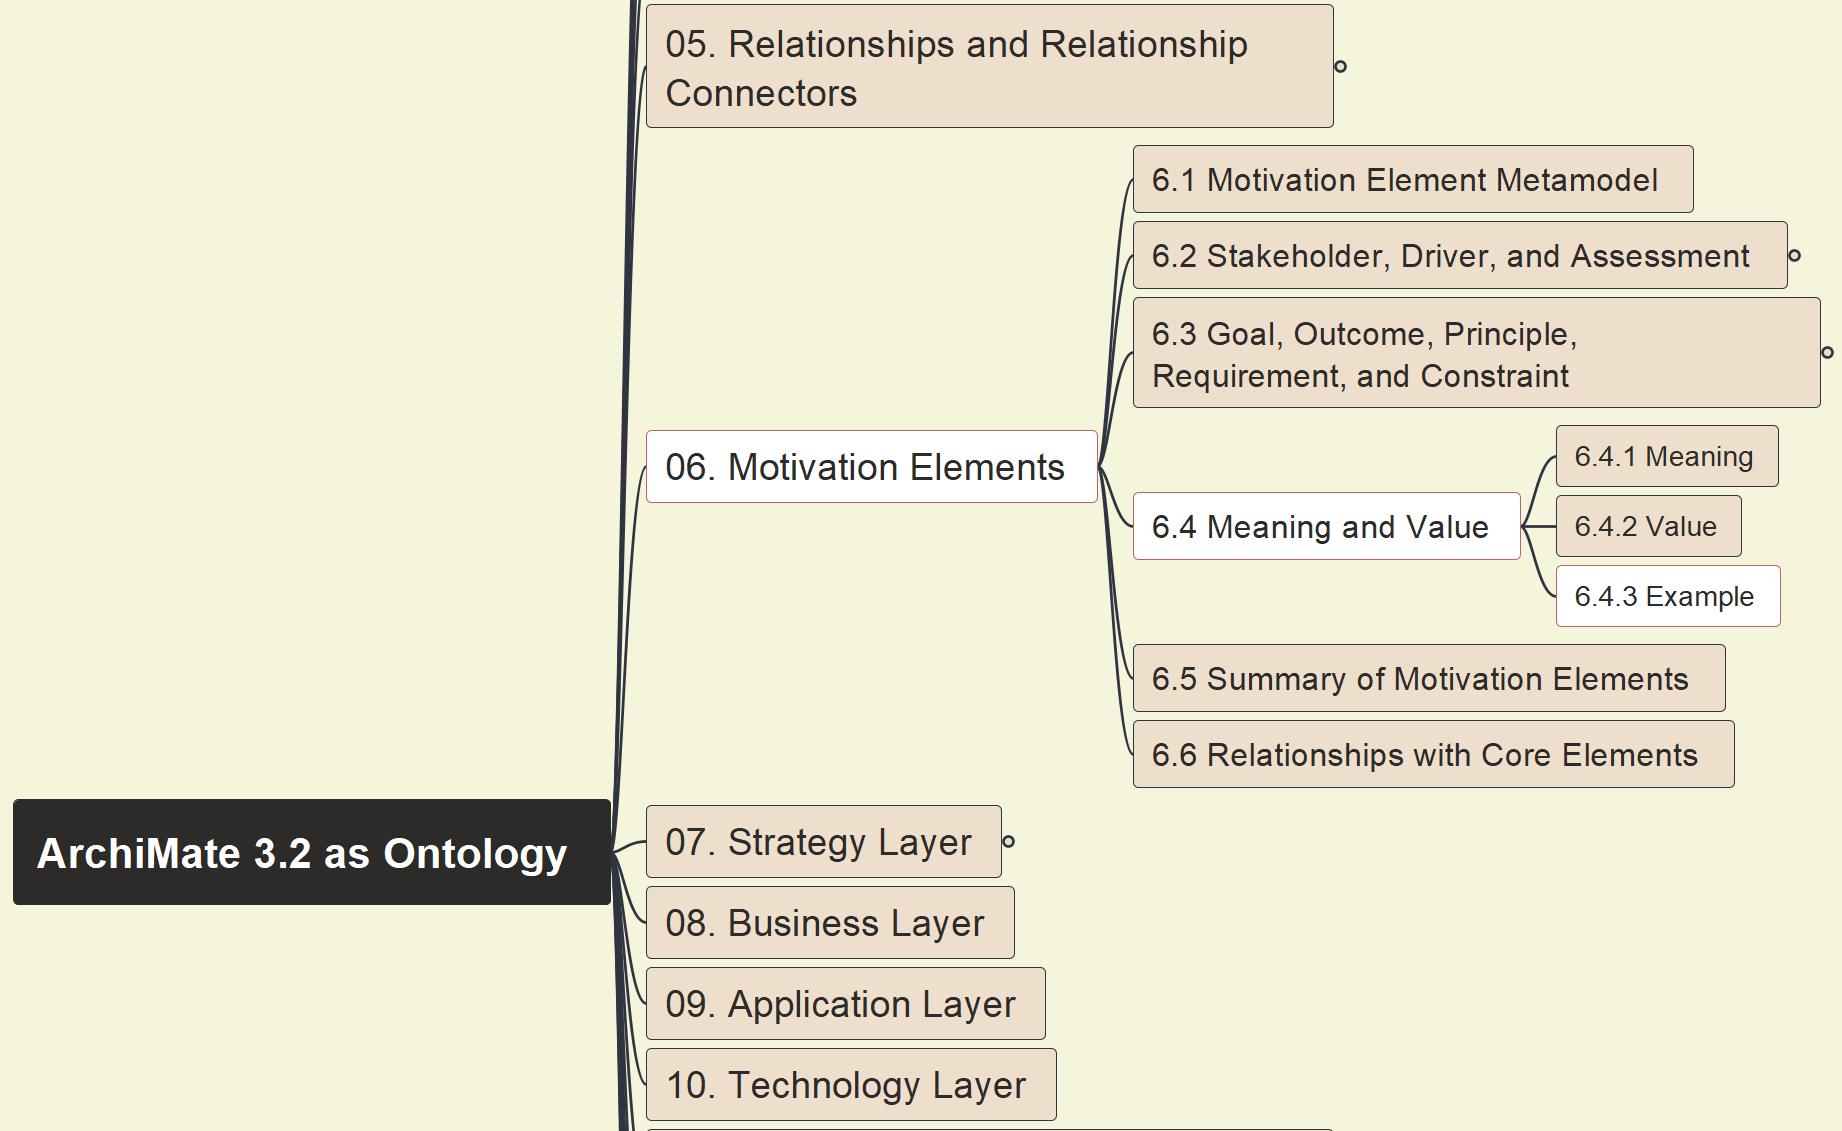 05. Relationships and Relationship
Connectors
6.1 Motivation Element Metamodel
6.2 Stakeholder, Driver, and Assessment
6.3 Goal, Outcome, Principle,
Requirement, and Constraint
06. Motivation Elements
6.4 Meaning and Value
6.4.1 Meaning
6.4.2 Value
6.4.3 Example
6.5 Summary of Motivation Elements
6.6 Relationships with Core Elements
ArchiMate 3.2 as Ontology
07. Strategy Layer
08. Business Layer
09. Application Layer
10. Technology Layer